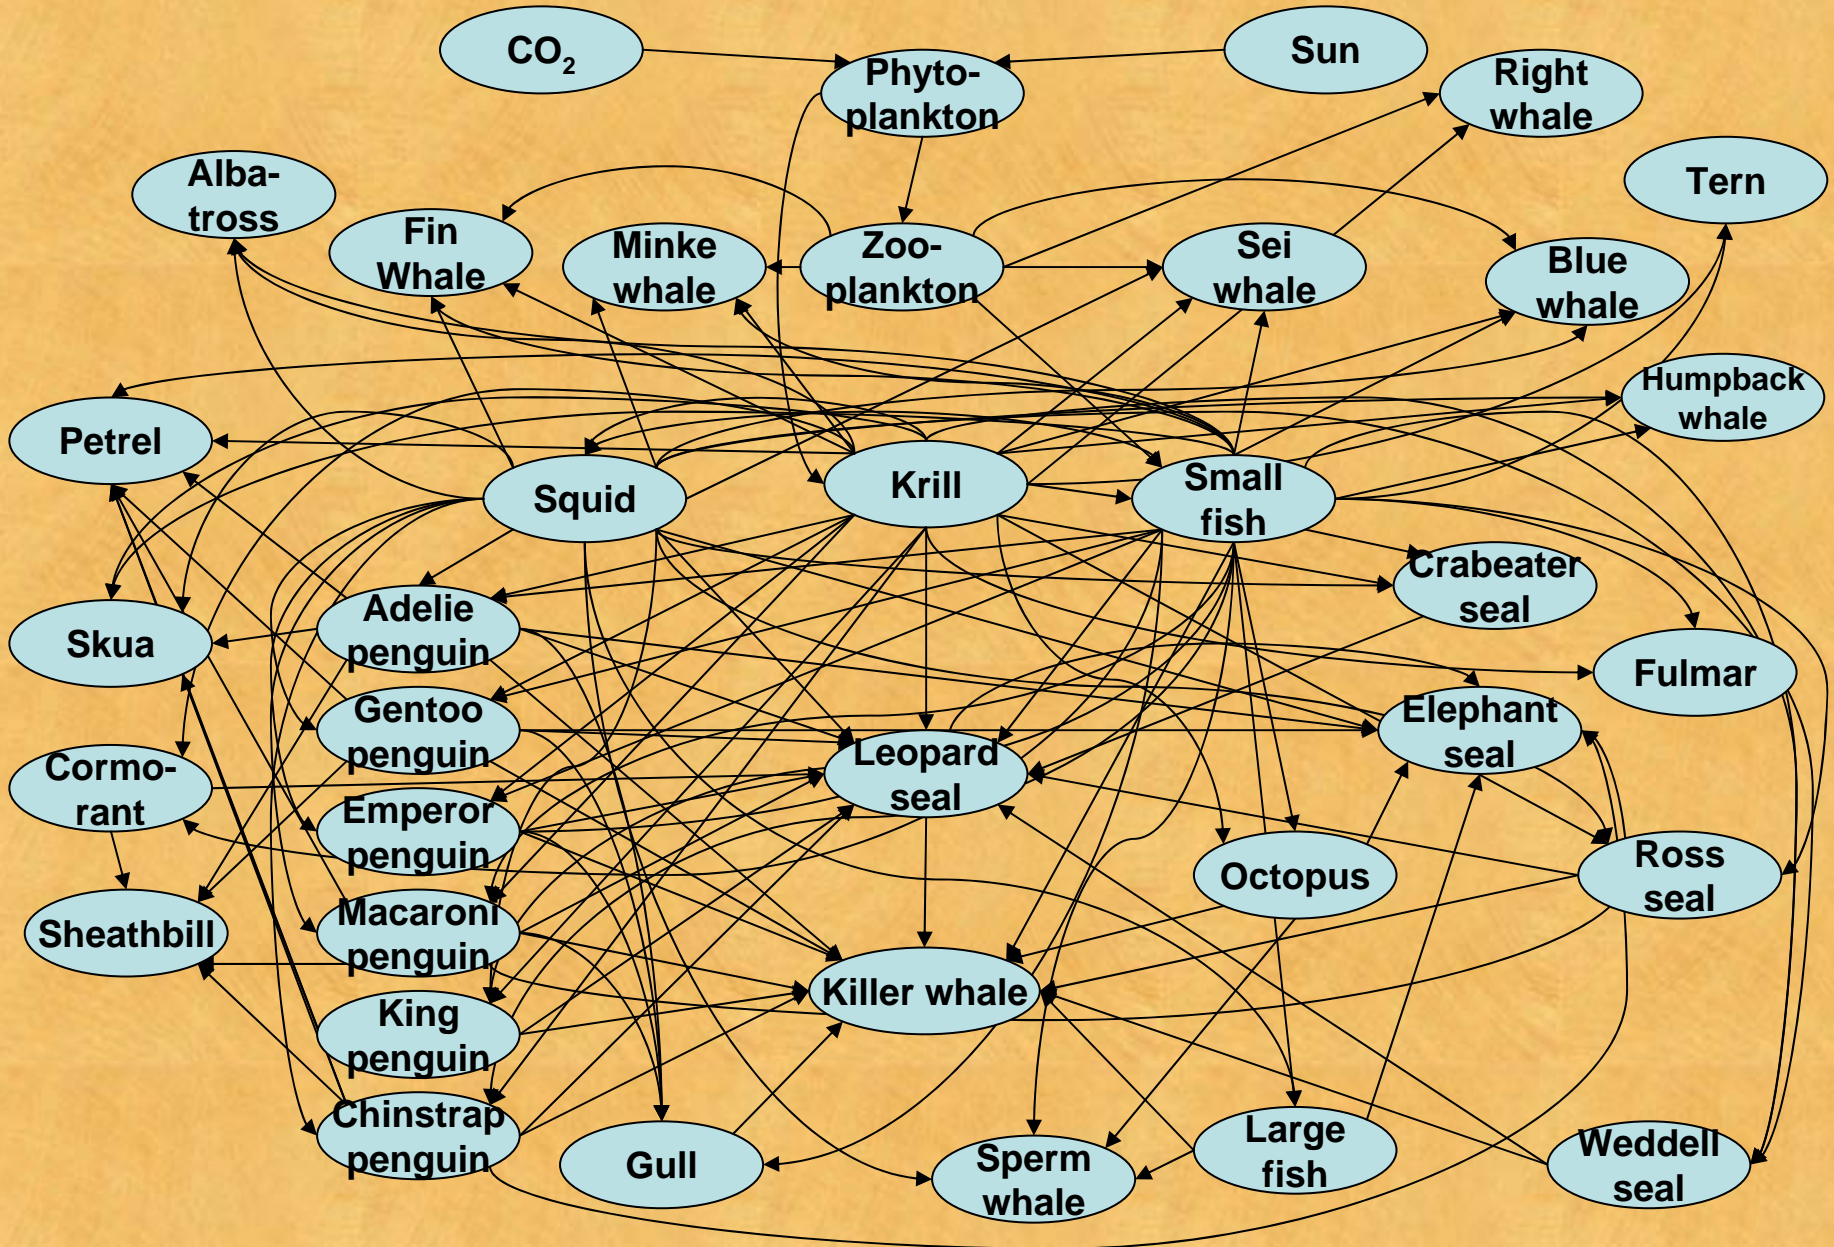 CO₂
Sun
Phyto-
plankton
Right
whale
Alba-
tross
Tern
Fin
Whale
Minke
whale
Zoo-
plankton
Sei
whale
Blue
whale
Humpback
whale
Petrel
Squid
Krill
Small
fish
Crabeater
seal
Skua
Adelie
penguin
Fulmar
Gentoo
penguin
Elephant
seal
Cormo-
rant
Leopard
seal
Emperor
penguin
Octopus
Ross
seal
Sheathbill
Macaroni
penguin
Killer whale
King
penguin
Chinstrap
penguin
Gull
Sperm
whale
Large
fish
Weddell
seal